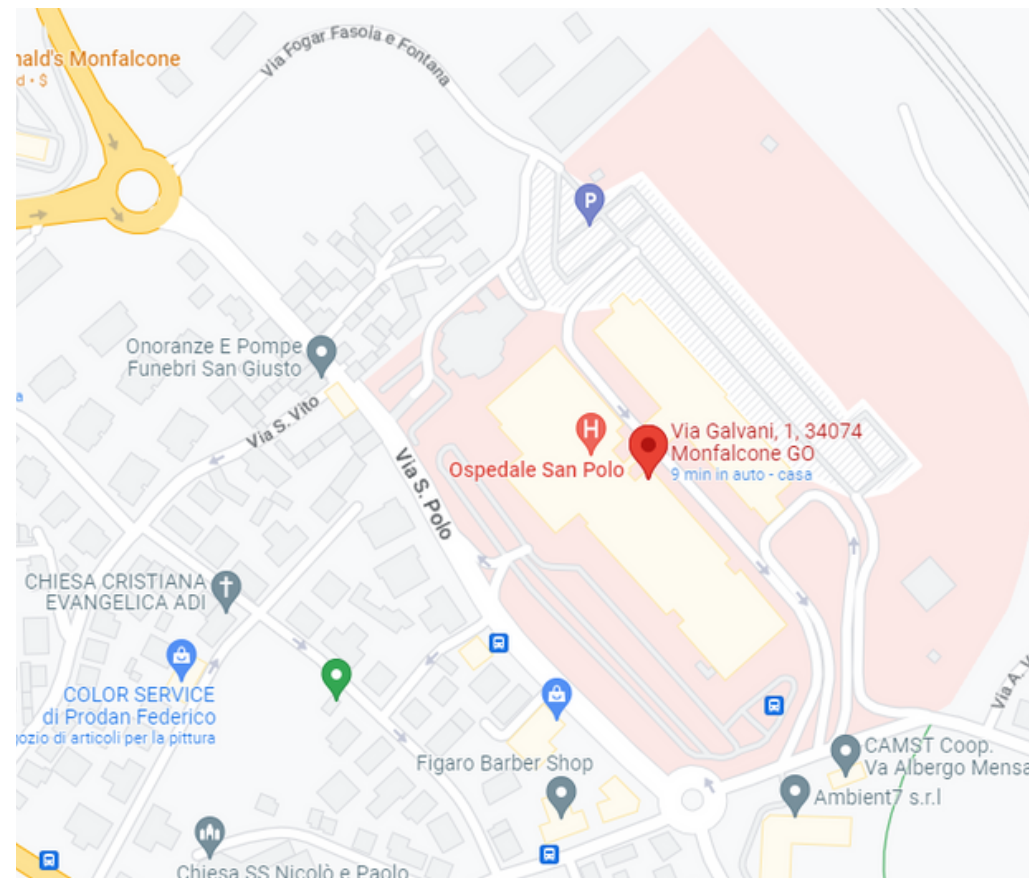 nald's Monfalcone
d • $
Via Fogar Fasola e Fontana
P
Onoranze E Pompe
Funebri San Giusto
Via S. Vito
Via S. Polo
H
Ospedale San Polo
Via Galvani, 1, 34074
Monfalcone GO
9 min in auto - casa
CHIESA CRISTIANA
EVANGELICA ADI
COLOR SERVICE
di Prodan Federico
gozio di articoli per la pittura
Figaro Barber Shop
Via A. V
CAMST Coop.
Va Albergo Mensa
Ambient7 s.r.l
Chiesa SS Nicolò e Paolo